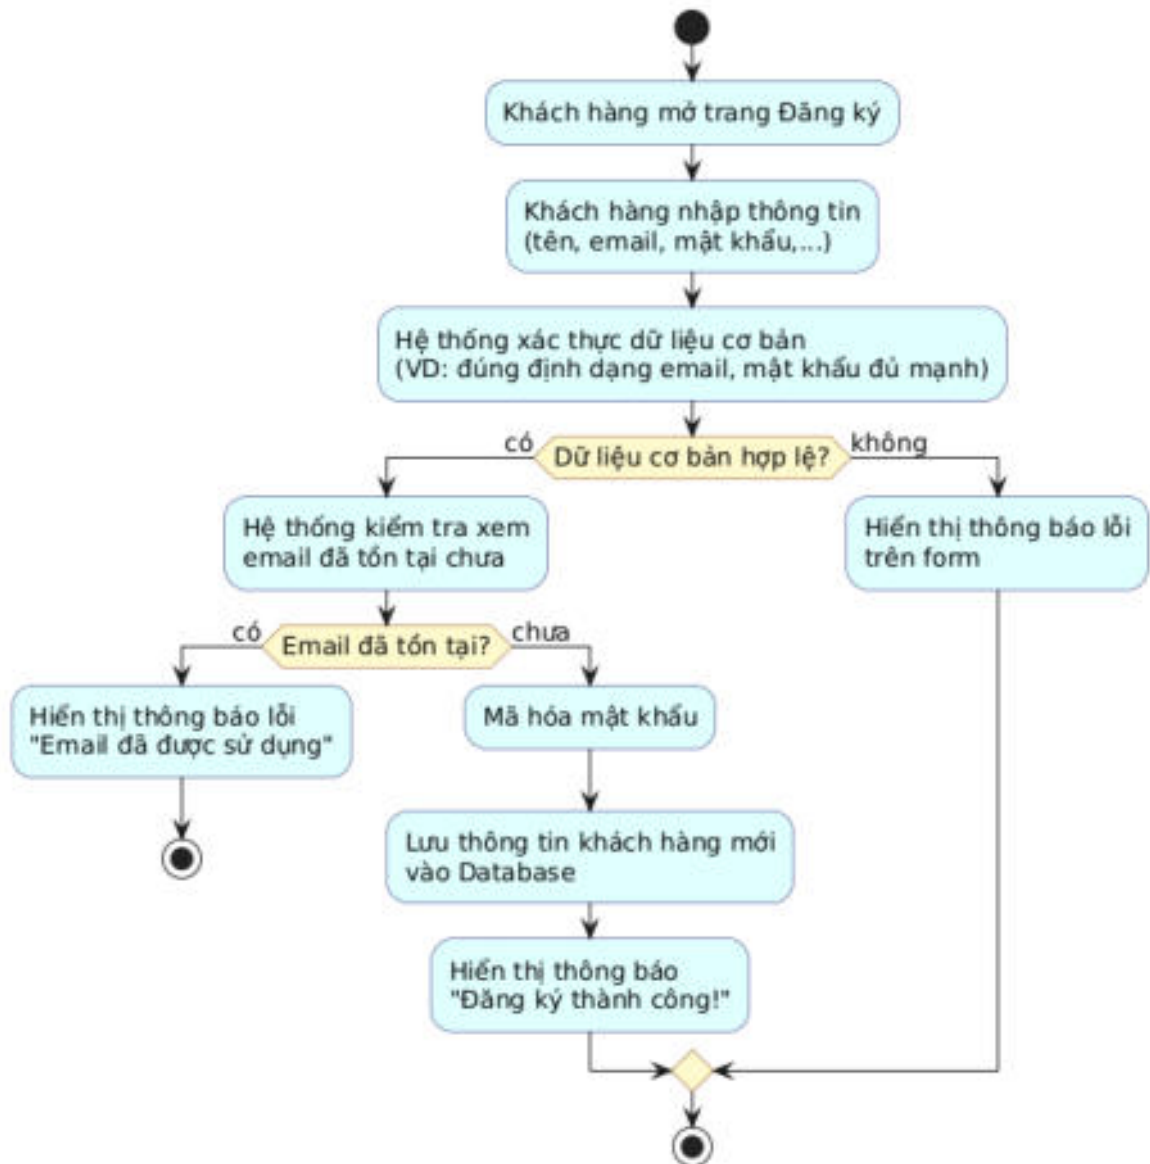 Khách hàng mở trang Đăng ký
Khách hàng nhập thông tin
(tên, email, mật khẩu,...)
Hệ thống xác thực dữ liệu cơ bản
(VD: đúng định dạng email, mật khẩu đủ mạnh)
có
Dữ liệu cơ bản hợp lệ?
không
Hệ thống kiểm tra xem
email đã tồn tại chưa
Hiển thị thông báo lỗi
trên form
có
Email đã tồn tại?
chưa
Hiển thị thông báo lỗi
"Email đã được sử dụng"
Mã hóa mật khẩu
Lưu thông tin khách hàng mới
vào Database
Hiển thị thông báo
"Đăng ký thành công!"